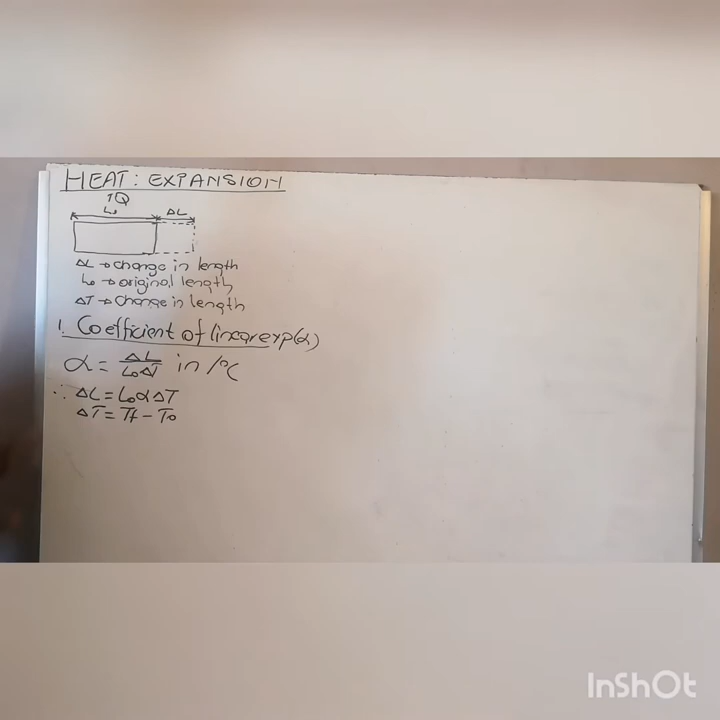 HEAT: EXPANSION
↑Q
L₀ ΔL
ΔL → change in length
L₀ → original length
ΔT → change in length
1. Coefficient of linear exp(α)
α = ΔL/L₀ΔT in /°C
∴ ΔL = L₀αΔT
ΔT = Tf − T₀
InShOt